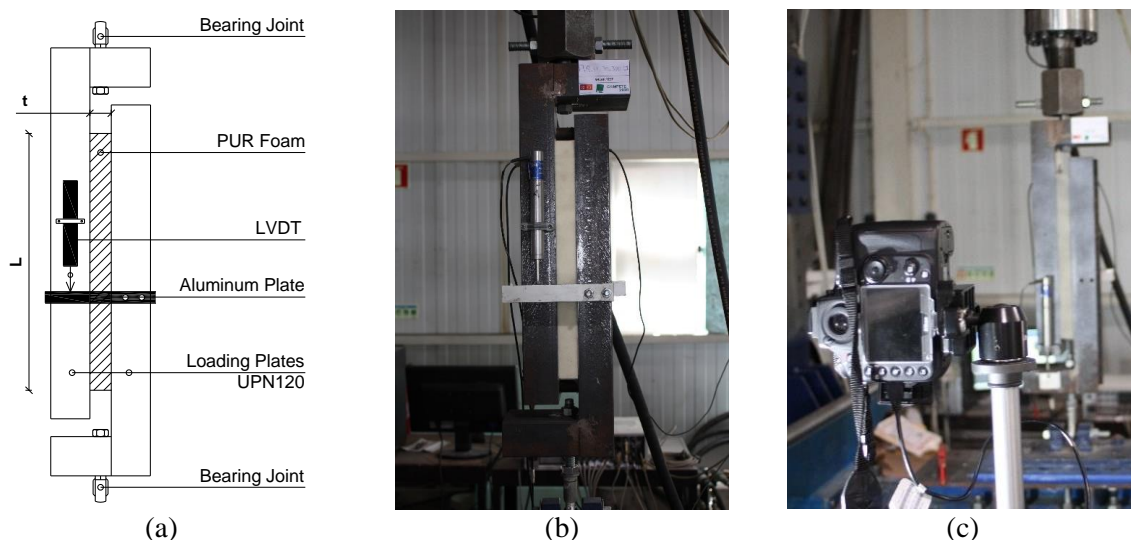 Bearing Joint
t
PUR Foam
L
LVDT
Aluminum Plate
Loading Plates
UPN120
Bearing Joint
(a)
(b)
(c)